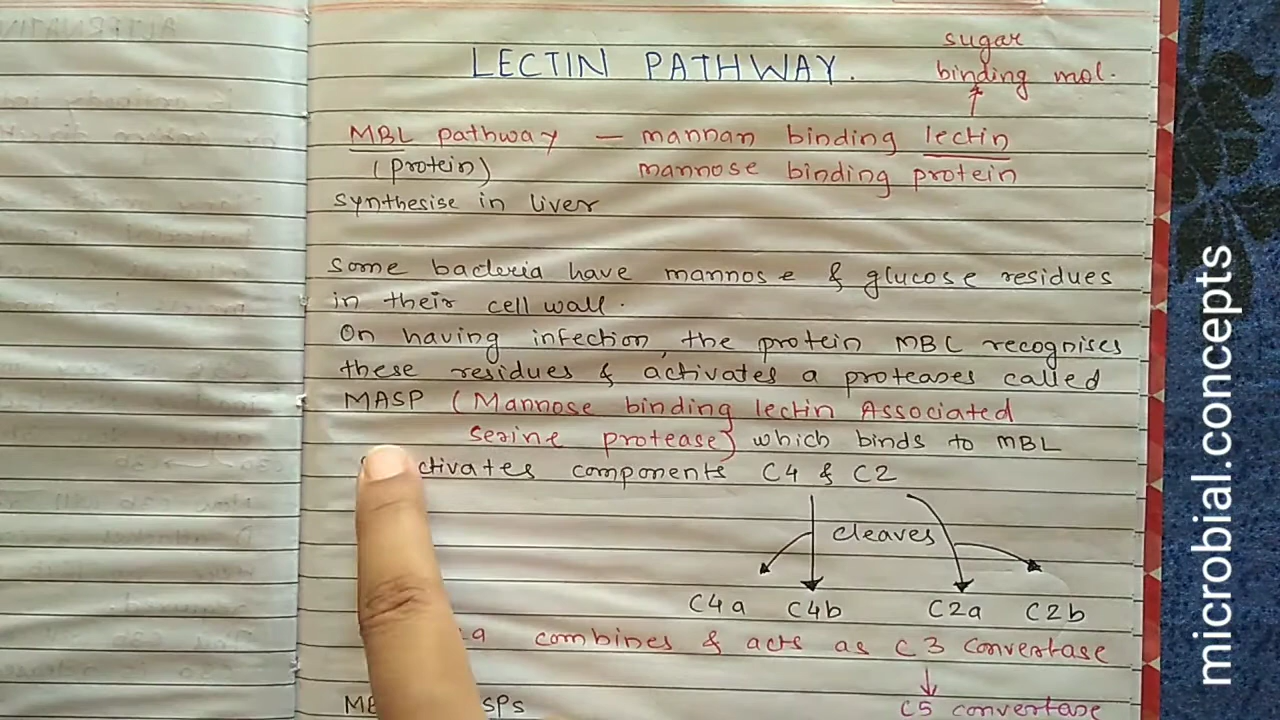 sugar
LECTIN PATHWAY.
binding mol.
MBL pathway — mannan binding lectin
(protein) mannose binding protein
synthesise in liver
Some bacteria have mannose & glucose residues
in their cell wall.
On having infection, the protein MBC recognises
these residues & activates a proteases called
MASP (Mannose binding lectin Associated
serine protease) which binds to MBL
ctivates components C4 & C2
cleaves
C4a C4b C2a C2b
a combines & acts as C3 convertase
C5 convertase
microbial.concepts